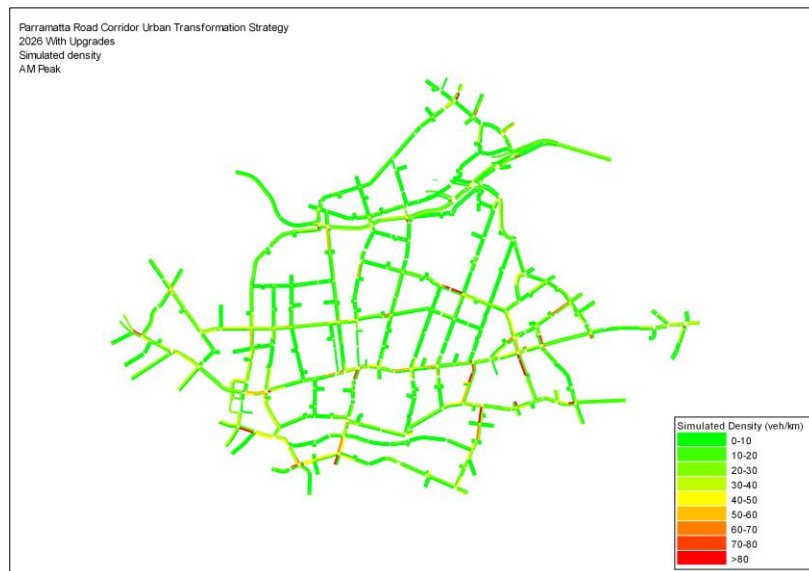 Parramatta Road Corridor Urban Transformation Strategy
2026 With Upgrades
Simulated density
AM Peak
Simulated Density (veh/km)
0-10
10-20
20-30
30-40
40-50
50-60
60-70
70-80
>80